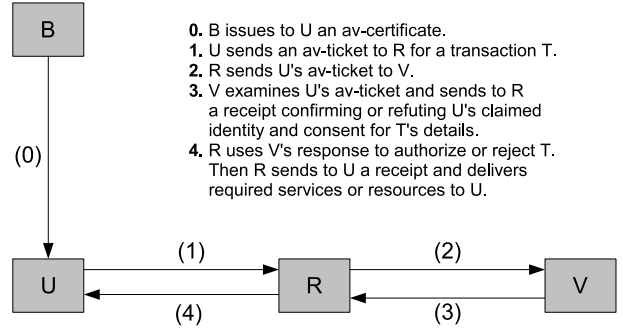 B
0. B issues to U an av-certificate.
1. U sends an av-ticket to R for a transaction T.
2. R sends U's av-ticket to V.
3. V examines U's av-ticket and sends to R
a receipt confirming or refuting U's claimed
identity and consent for T's details.
4. R uses V's response to authorize or reject T.
Then R sends to U a receipt and delivers
required services or resources to U.
(0)
(1)
(2)
U
R
V
(4)
(3)